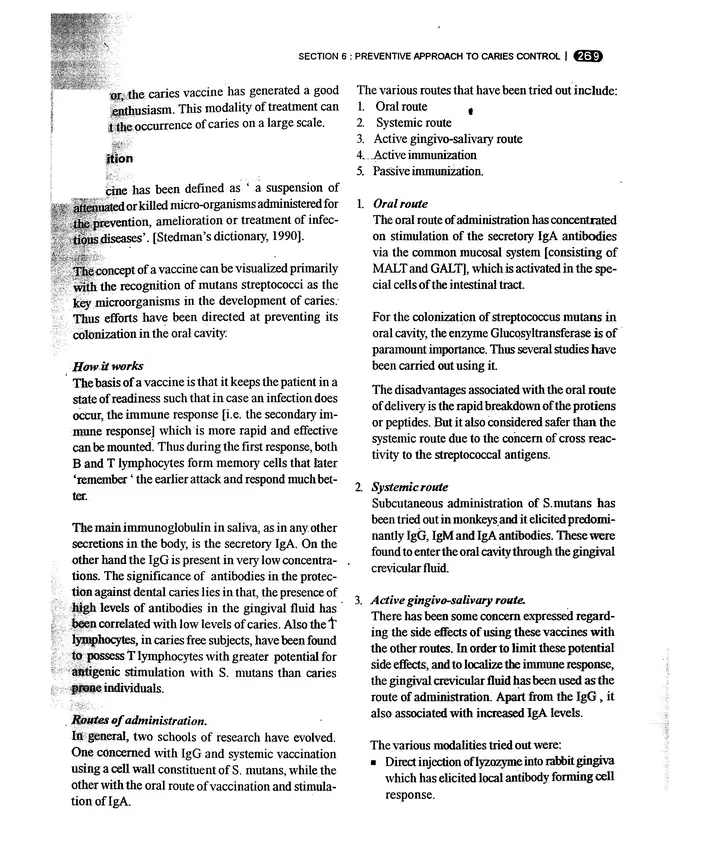 SECTION 6 : PREVENTIVE APPROACH TO CARIES CONTROL | 269
or, the caries vaccine has generated a good
enthusiasm. This modality of treatment can
t the occurrence of caries on a large scale.
ition
cine has been defined as ‘ a suspension of
attenuated or killed micro-organisms administered for
the prevention, amelioration or treatment of infec-
tious diseases’. [Stedman’s dictionary, 1990].
The concept of a vaccine can be visualized primarily
with the recognition of mutans streptococci as the
key microorganisms in the development of caries.
Thus efforts have been directed at preventing its
colonization in the oral cavity.
How it works
The basis of a vaccine is that it keeps the patient in a
state of readiness such that in case an infection does
occur, the immune response [i.e. the secondary im-
mune response] which is more rapid and effective
can be mounted. Thus during the first response, both
B and T lymphocytes form memory cells that later
‘remember ‘ the earlier attack and respond much bet-
ter.
The main immunoglobulin in saliva, as in any other
secretions in the body, is the secretory IgA. On the
other hand the IgG is present in very low concentra-
tions. The significance of antibodies in the protec-
tion against dental caries lies in that, the presence of
high levels of antibodies in the gingival fluid has
been correlated with low levels of caries. Also the T
lymphocytes, in caries free subjects, have been found
to possess T lymphocytes with greater potential for
antigenic stimulation with S. mutans than caries
prone individuals.
Routes of administration.
In general, two schools of research have evolved.
One concerned with IgG and systemic vaccination
using a cell wall constituent of S. mutans, while the
other with the oral route of vaccination and stimula-
tion of IgA.
The various routes that have been tried out include:
1. Oral route
2. Systemic route
3. Active gingivo-salivary route
4. Active immunization
5. Passive immunization.
1. Oral route
The oral route of administration has concentrated
on stimulation of the secretory IgA antibodies
via the common mucosal system [consisting of
MALT and GALT], which is activated in the spe-
cial cells of the intestinal tract.
For the colonization of streptococcus mutans in
oral cavity, the enzyme Glucosyltransferase is of
paramount importance. Thus several studies have
been carried out using it.
The disadvantages associated with the oral route
of delivery is the rapid breakdown of the protiens
or peptides. But it also considered safer than the
systemic route due to the concern of cross reac-
tivity to the streptococcal antigens.
2. Systemic route
Subcutaneous administration of S.mutans has
been tried out in monkeys and it elicited predomi-
nantly IgG, IgM and IgA antibodies. These were
found to enter the oral cavity through the gingival
crevicular fluid.
3. Active gingivo-salivary route.
There has been some concern expressed regard-
ing the side effects of using these vaccines with
the other routes. In order to limit these potential
side effects, and to localize the immune response,
the gingival crevicular fluid has been used as the
route of administration. Apart from the IgG , it
also associated with increased IgA levels.
The various modalities tried out were:
▪ Direct injection of lyzozyme into rabbit gingiva
which has elicited local antibody forming cell
response.